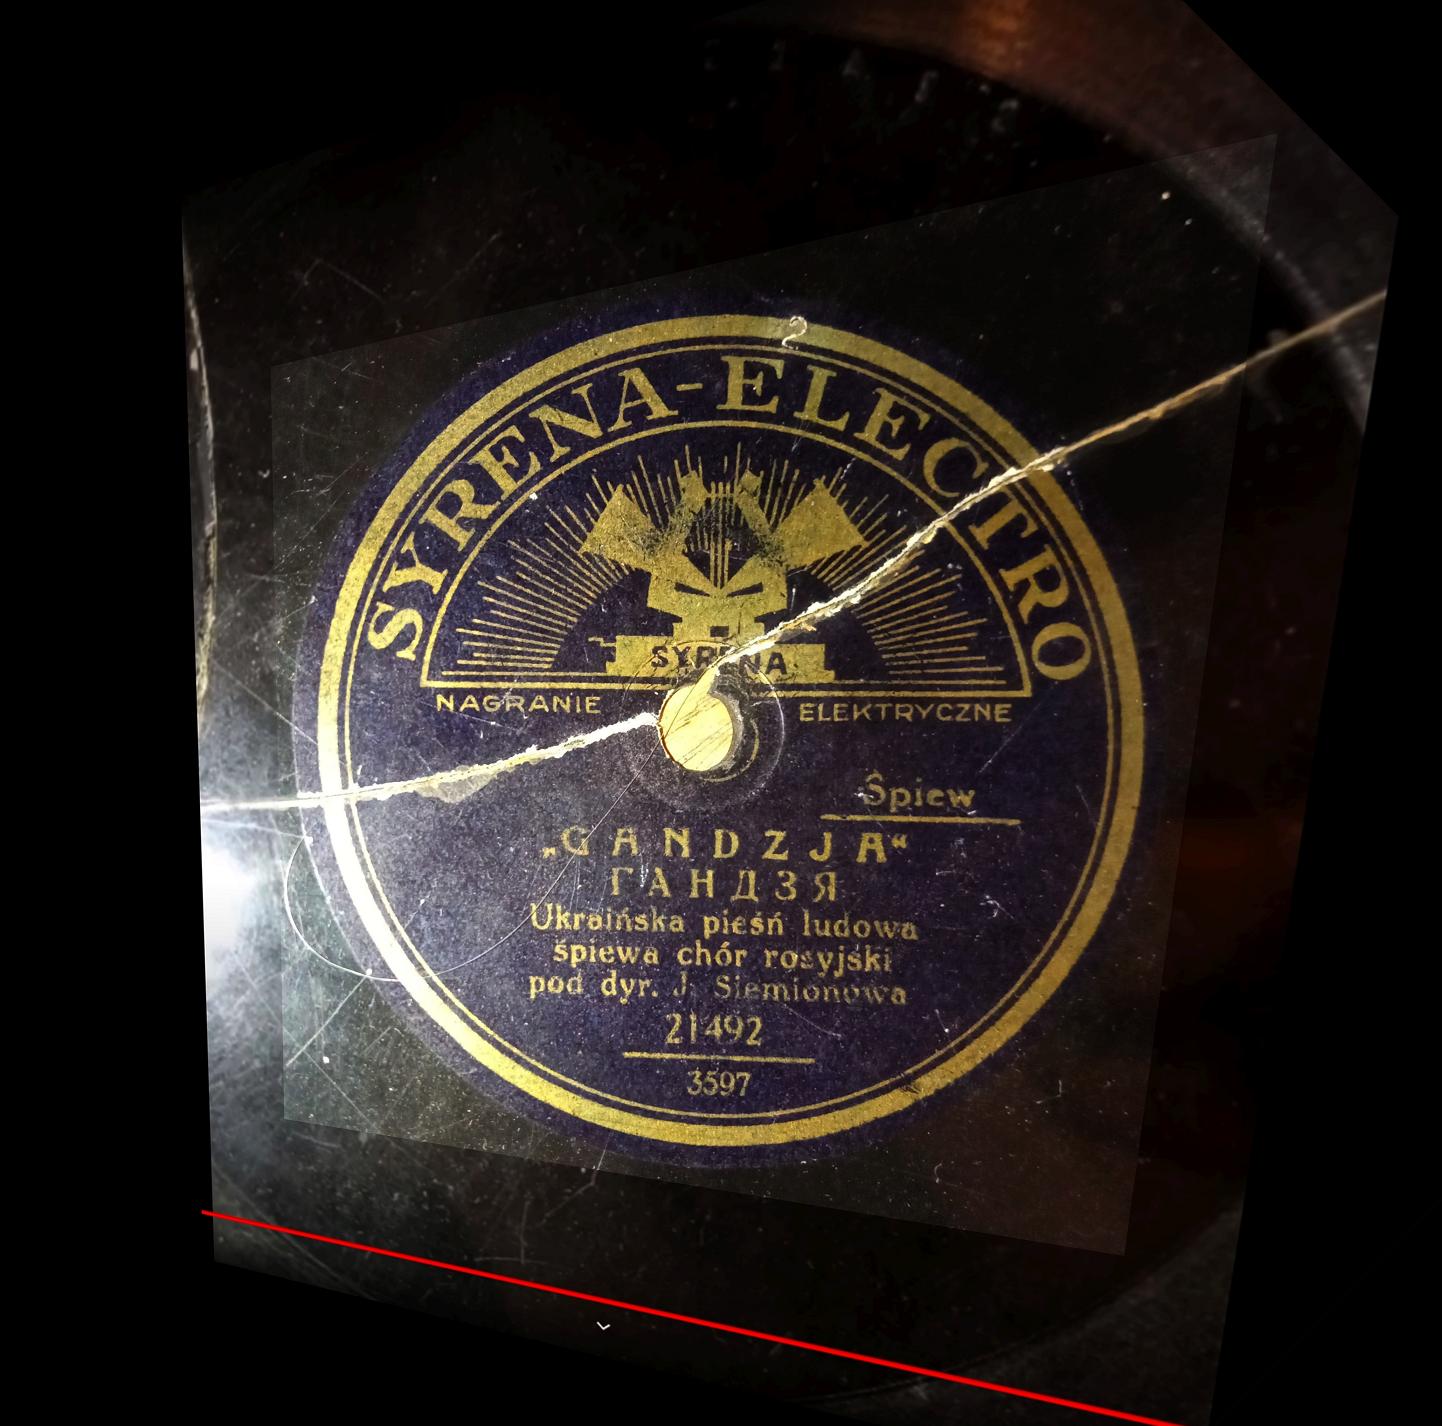 2
SYRENA-ELECTRO
SYRENA
NAGRANIE ELEKTRYCZNE
Śpiew
„GANDZJA“
ГАНДЗЯ
Ukraińska pieśń ludowa
śpiewa chór rosyjski
pod dyr. J. Siemionowa
21492
3597